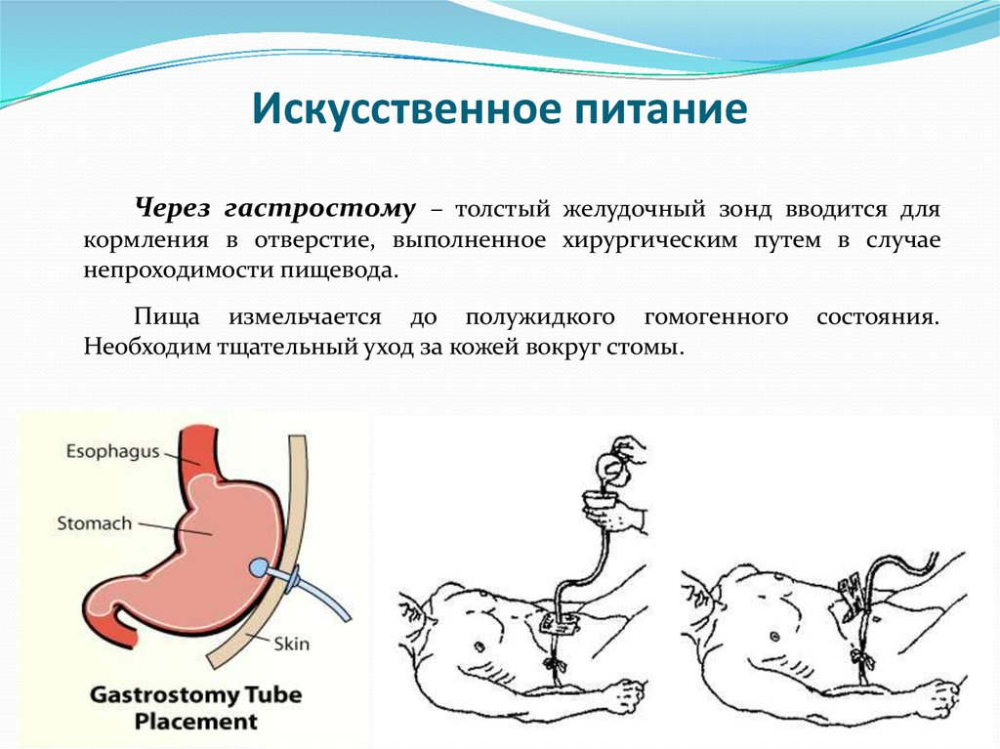 Искусственное питание
Через гастростому – толстый желудочный зонд вводится для
кормления в отверстие, выполненное хирургическим путем в случае
непроходимости пищевода.
Пища измельчается до полужидкого гомогенного состояния.
Необходим тщательный уход за кожей вокруг стомы.
Esophagus
Stomach
Skin
Gastrostomy Tube
Placement